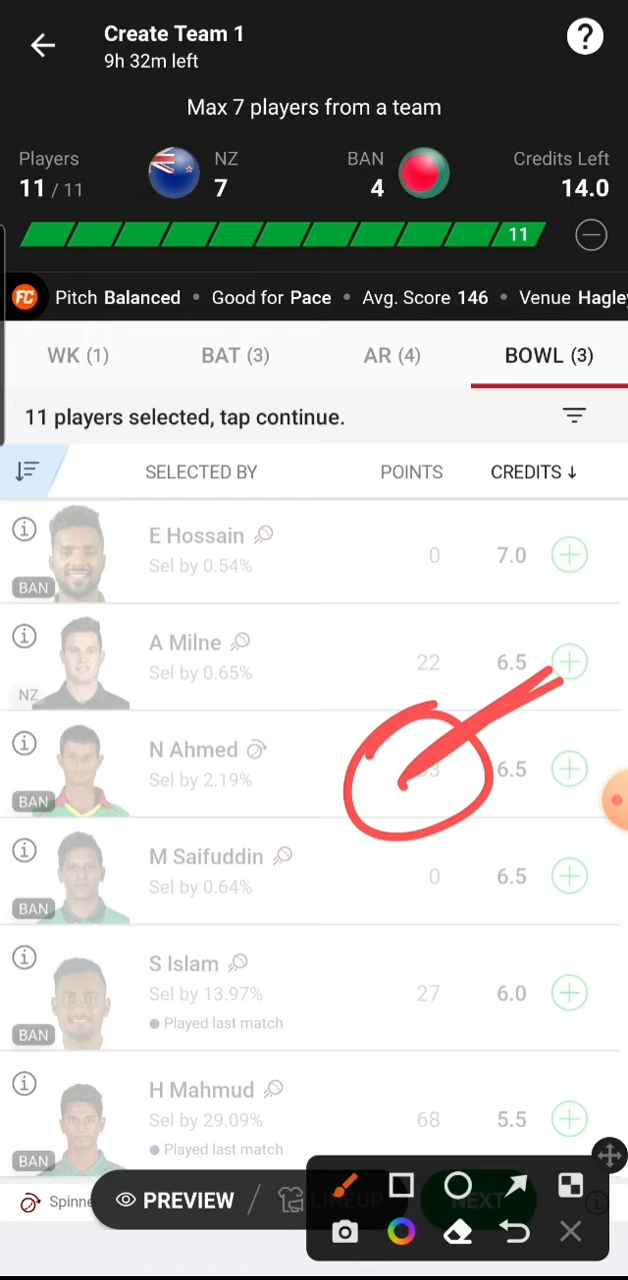 Create Team 1
9h 32m left
?
Max 7 players from a team
Players NZ BAN Credits Left
11 / 11 7 4 14.0
11
FC Pitch Balanced • Good for Pace • Avg. Score 146 • Venue Hagley
WK (1) BAT (3) AR (4) BOWL (3)
11 players selected, tap continue.
SELECTED BY POINTS CREDITS ↓
E Hossain
Sel by 0.54% 0 7.0
BAN
A Milne
Sel by 0.65% 22 6.5
NZ
N Ahmed
Sel by 2.19% 6.5
BAN
M Saifuddin
Sel by 0.64% 0 6.5
BAN
S Islam
Sel by 13.97% 27 6.0
• Played last match
BAN
H Mahmud
Sel by 29.09% 68 5.5
• Played last match
BAN
Spinne
PREVIEW / LINEUP NEXT